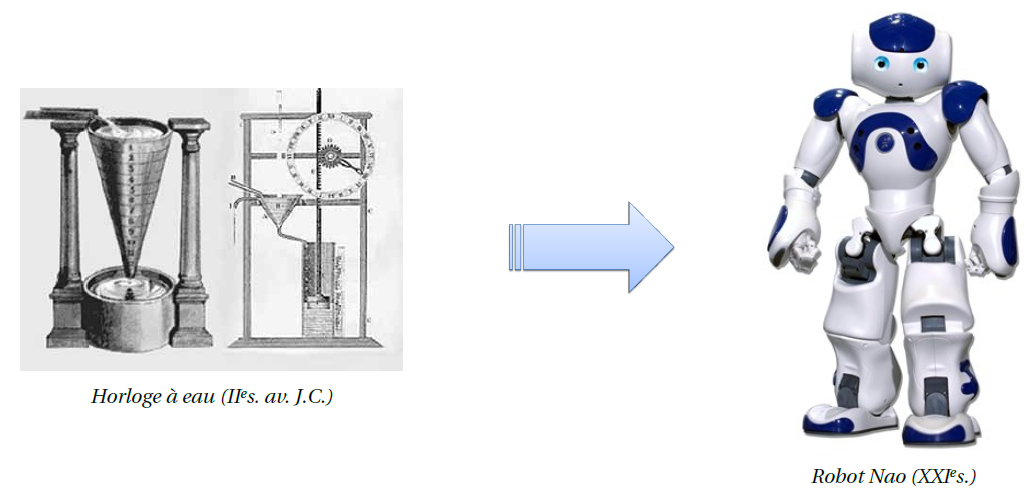 Horloge à eau (IIᵉs. av. J.C.)
Robot Nao (XXIᵉs.)